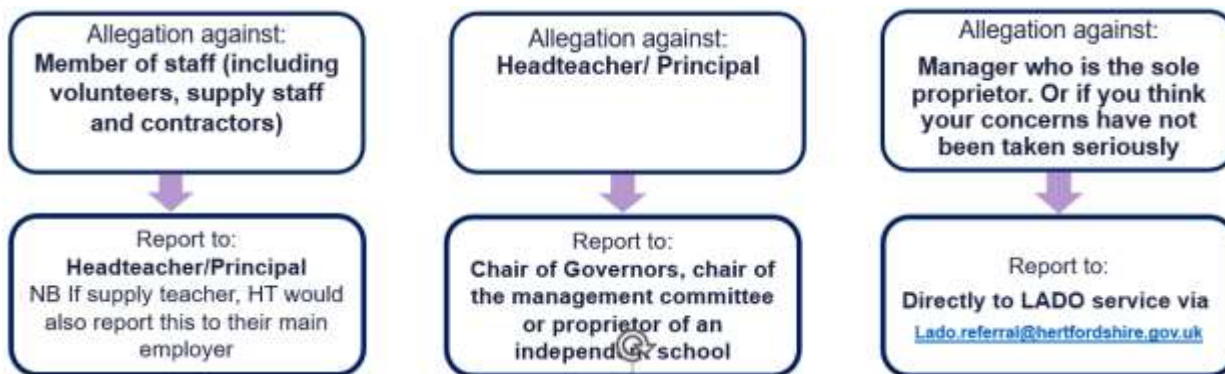 Allegation against:
Member of staff (including
volunteers, supply staff
and contractors)
Report to:
Headteacher/Principal
NB If supply teacher, HT would
also report this to their main
employer
Allegation against:
Headteacher/ Principal
Report to:
Chair of Governors, chair of
the management committee
or proprietor of an
independent school
Allegation against:
Manager who is the sole
proprietor. Or if you think
your concerns have not
been taken seriously
Report to:
Directly to LADO service via
Lado.referral@hertfordshire.gov.uk